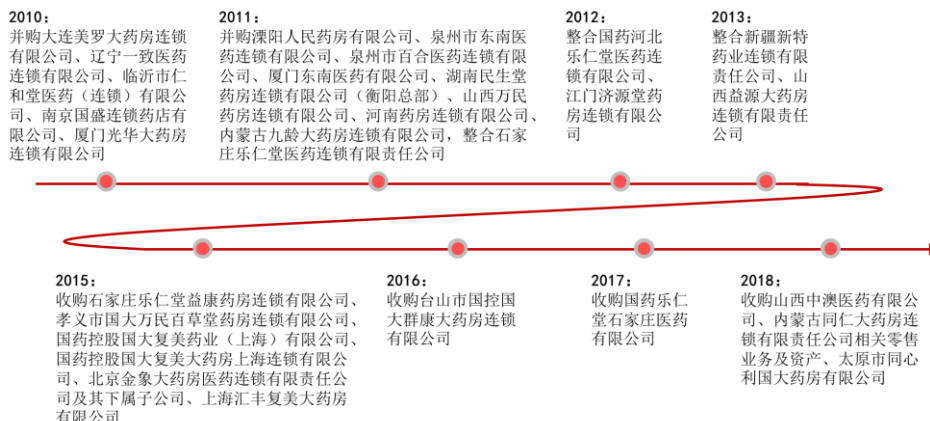 2010：
并购大连美罗大药房连锁
有限公司、辽宁一致医药
连锁有限公司、临沂市仁
和堂医药（连锁）有限公
司、南京国盛连锁药店有
限公司、厦门光华大药房
连锁有限公司
2011：
并购溧阳人民药房有限公司、泉州市东南医
药连锁有限公司、泉州市百合医药连锁有限
公司、厦门东南医药有限公司、湖南民生堂
药房连锁有限公司（衡阳总部）、山西万民
药房连锁有限公司、河南药房连锁有限公司、
内蒙古九龄大药房连锁有限公司，整合石家
庄乐仁堂医药连锁有限责任公司
2012：
整合国药河北
乐仁堂医药连
锁有限公司、
江门济源堂药
房连锁有限公
司
2013：
整合新疆新特
药业连锁有限
责任公司、山
西益源大药房
连锁有限责任
公司
2015：
收购石家庄乐仁堂益康药房连锁有限公司、
孝义市国大万民百草堂药房连锁有限公司、
国药控股国大复美药业（上海）有限公司、
国药控股国大复美大药房上海连锁有限公
司、北京金象大药房医药连锁有限责任公
司及其下属子公司、上海汇丰复美大药房
有限公司
2016：
收购台山市国控国
大群康大药房连锁
有限公司
2017：
收购国药乐仁
堂石家庄医药
有限公司
2018：
收购山西中澳医药有限公
司、内蒙古同仁大药房连
锁有限责任公司相关零售
业务及资产、太原市同心
利国大药房有限公司